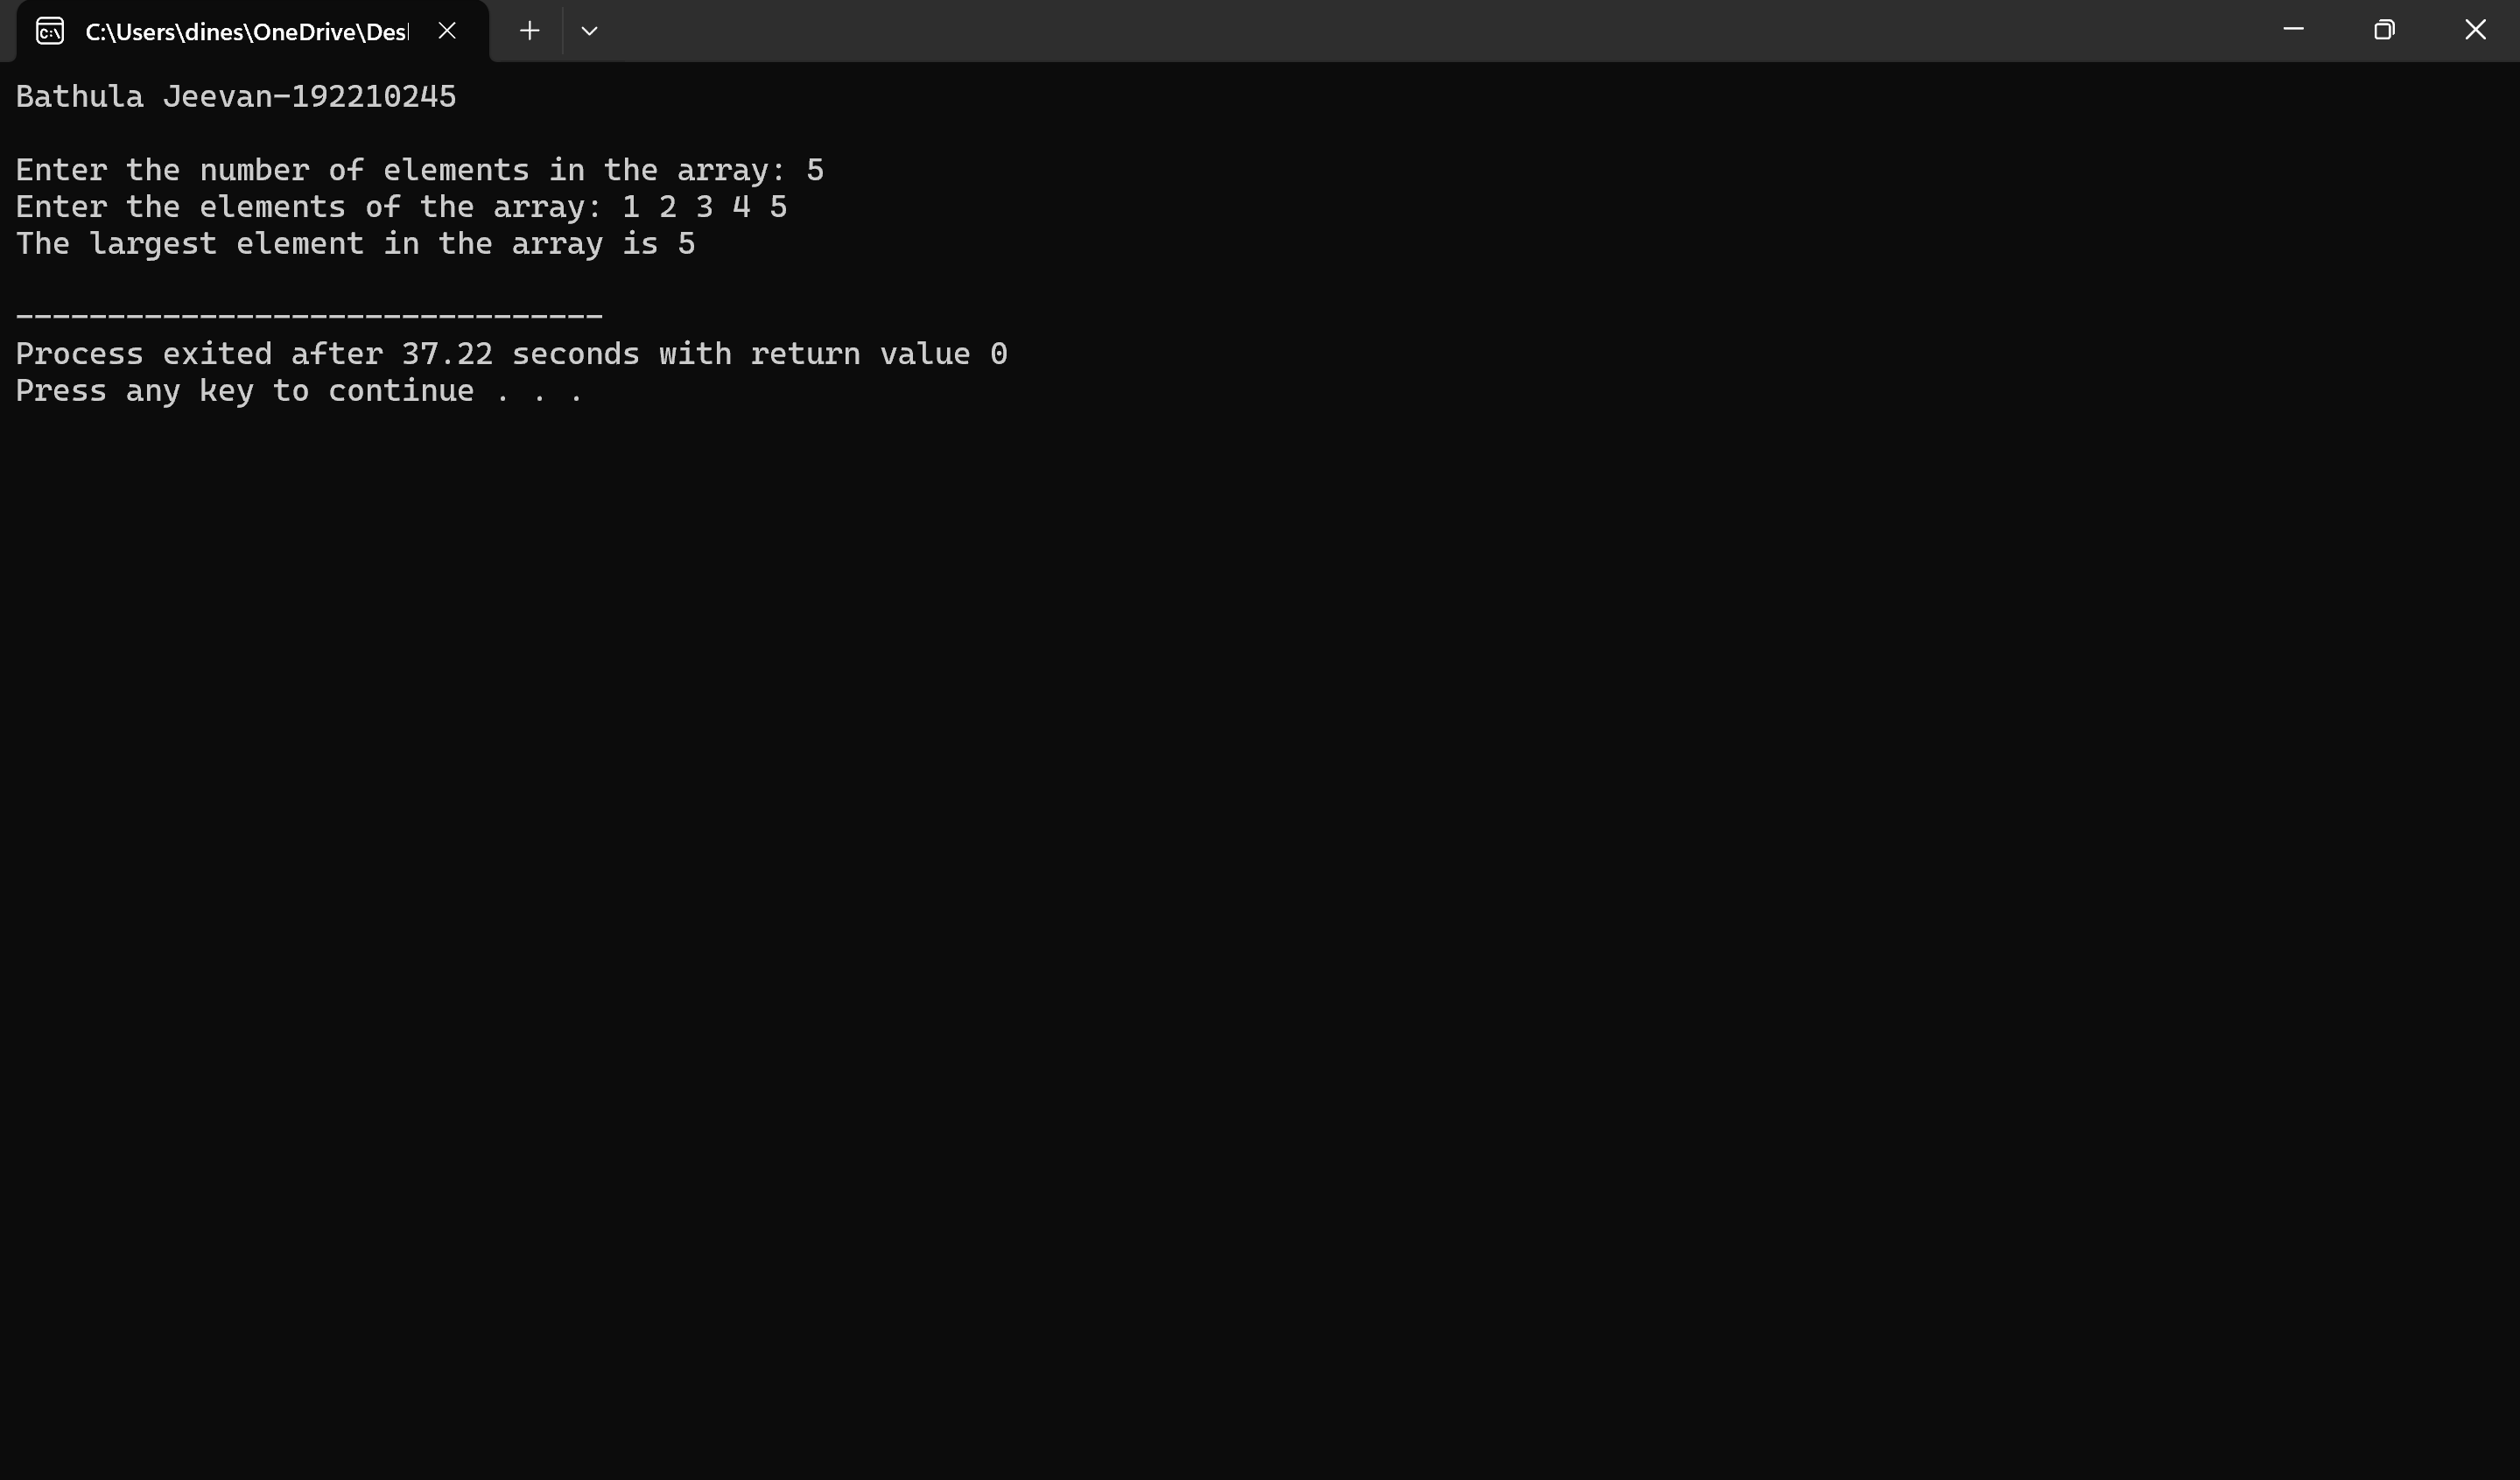 C:\Users\dines\OneDrive\Des
Bathula Jeevan-192210245
Enter the number of elements in the array: 5
Enter the elements of the array: 1 2 3 4 5
The largest element in the array is 5
--------------------------------
Process exited after 37.22 seconds with return value 0
Press any key to continue . . .